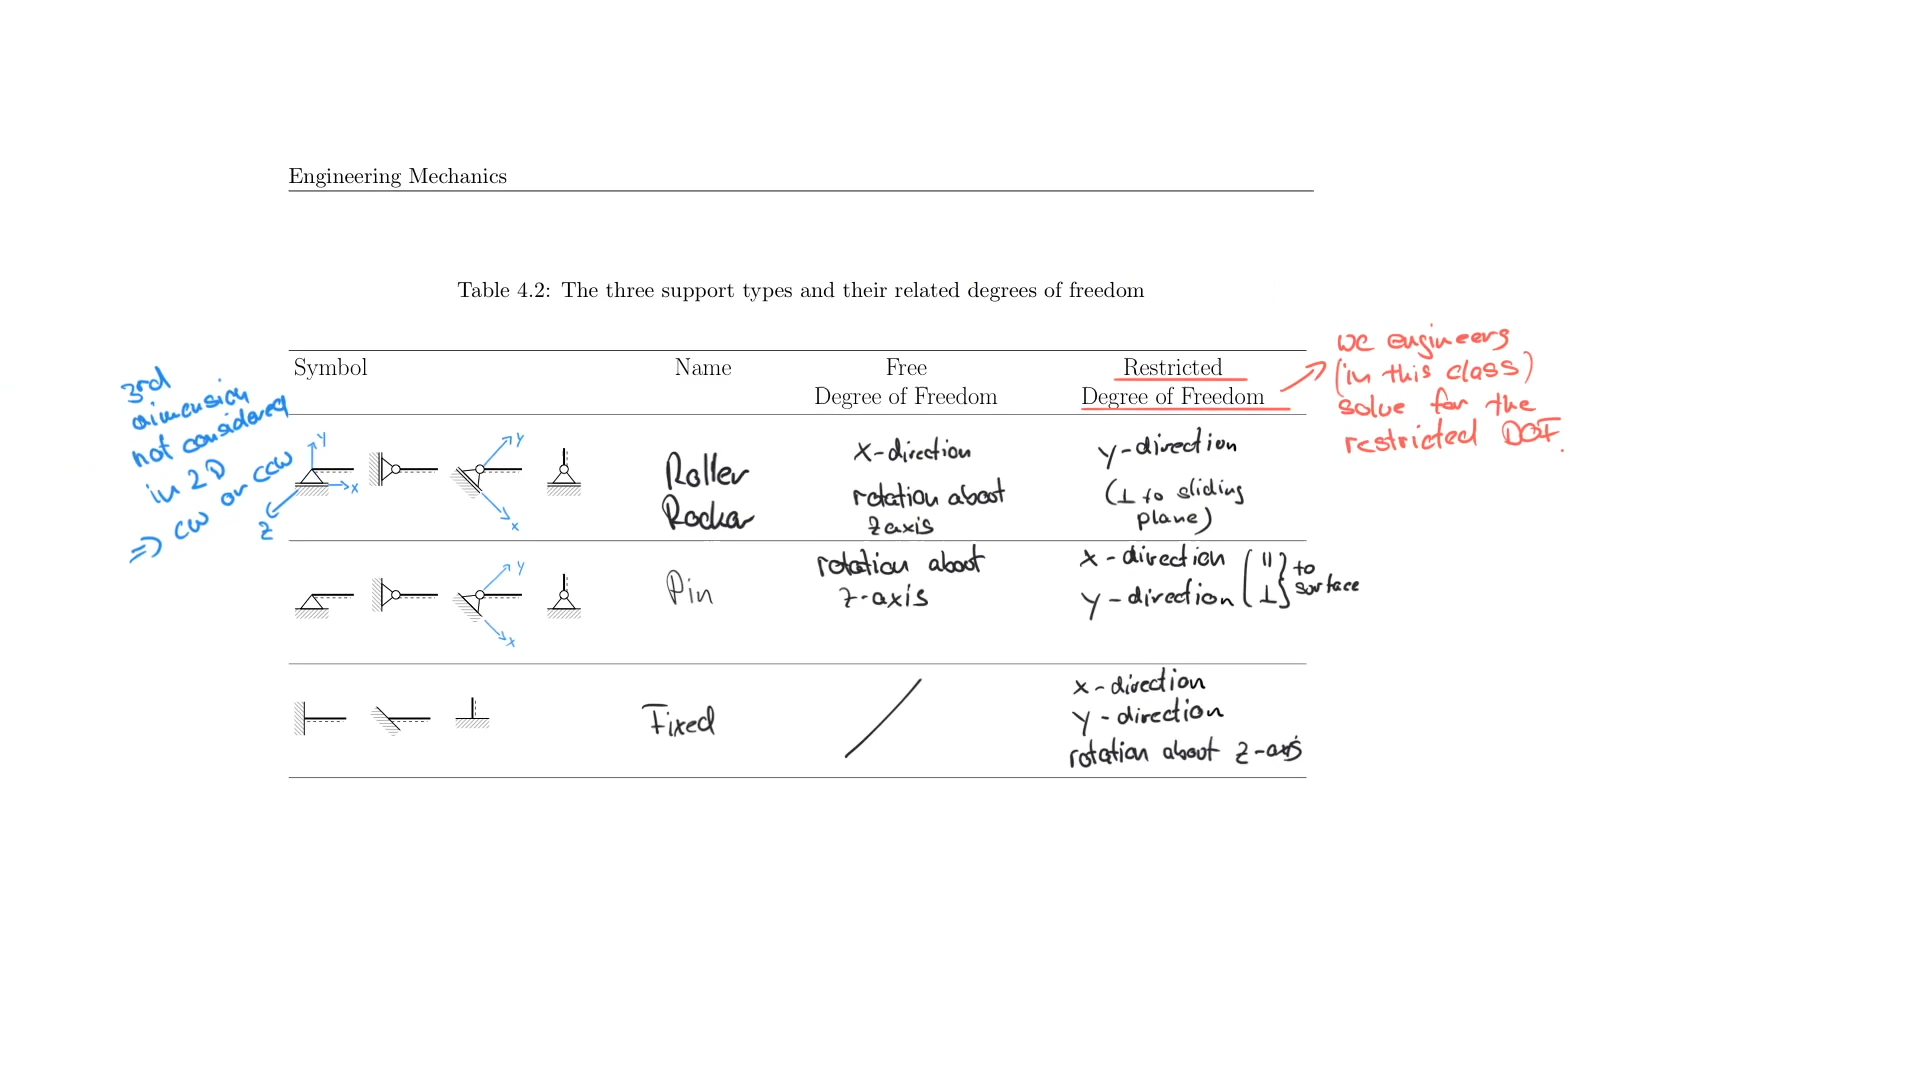 Engineering Mechanics
Table 4.2: The three support types and their related degrees of freedom
Symbol
Name
Free
Degree of Freedom
Restricted
Degree of Freedom
we engineers
(in this class)
solve for the
restricted DOF.
3rd
dimension
not considered
in 2D
=> cw or ccw
y
x
z
y
x
Roller
Rocker
x-direction
rotation about
z axis
y-direction
(⊥ to sliding
plane)
y
x
Pin
rotation about
z-axis
x-direction ( || } to
y-direction ( ⊥ } surface
Fixed
/
x-direction
y-direction
rotation about z-axis